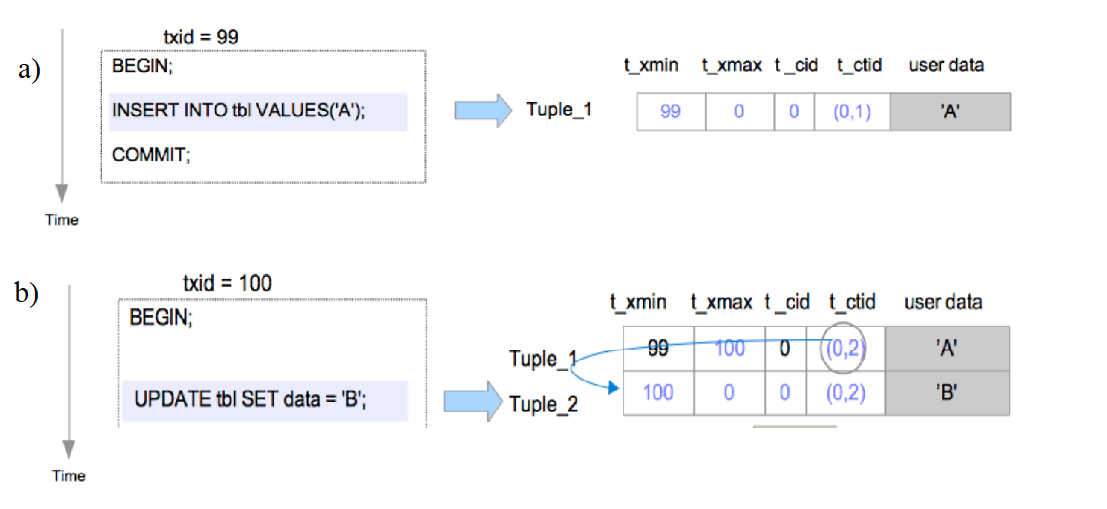 txid = 99
a)
BEGIN;
INSERT INTO tbl VALUES('A');
COMMIT;
Time
t_xmin t_xmax t_cid t_ctid user data
Tuple_1 99 0 0 (0,1) 'A'
b)
txid = 100
BEGIN;
UPDATE tbl SET data = 'B';
Time
t_xmin t_xmax t_cid t_ctid user data
Tuple_1 99 100 0 (0,2) 'A'
Tuple_2 100 0 0 (0,2) 'B'